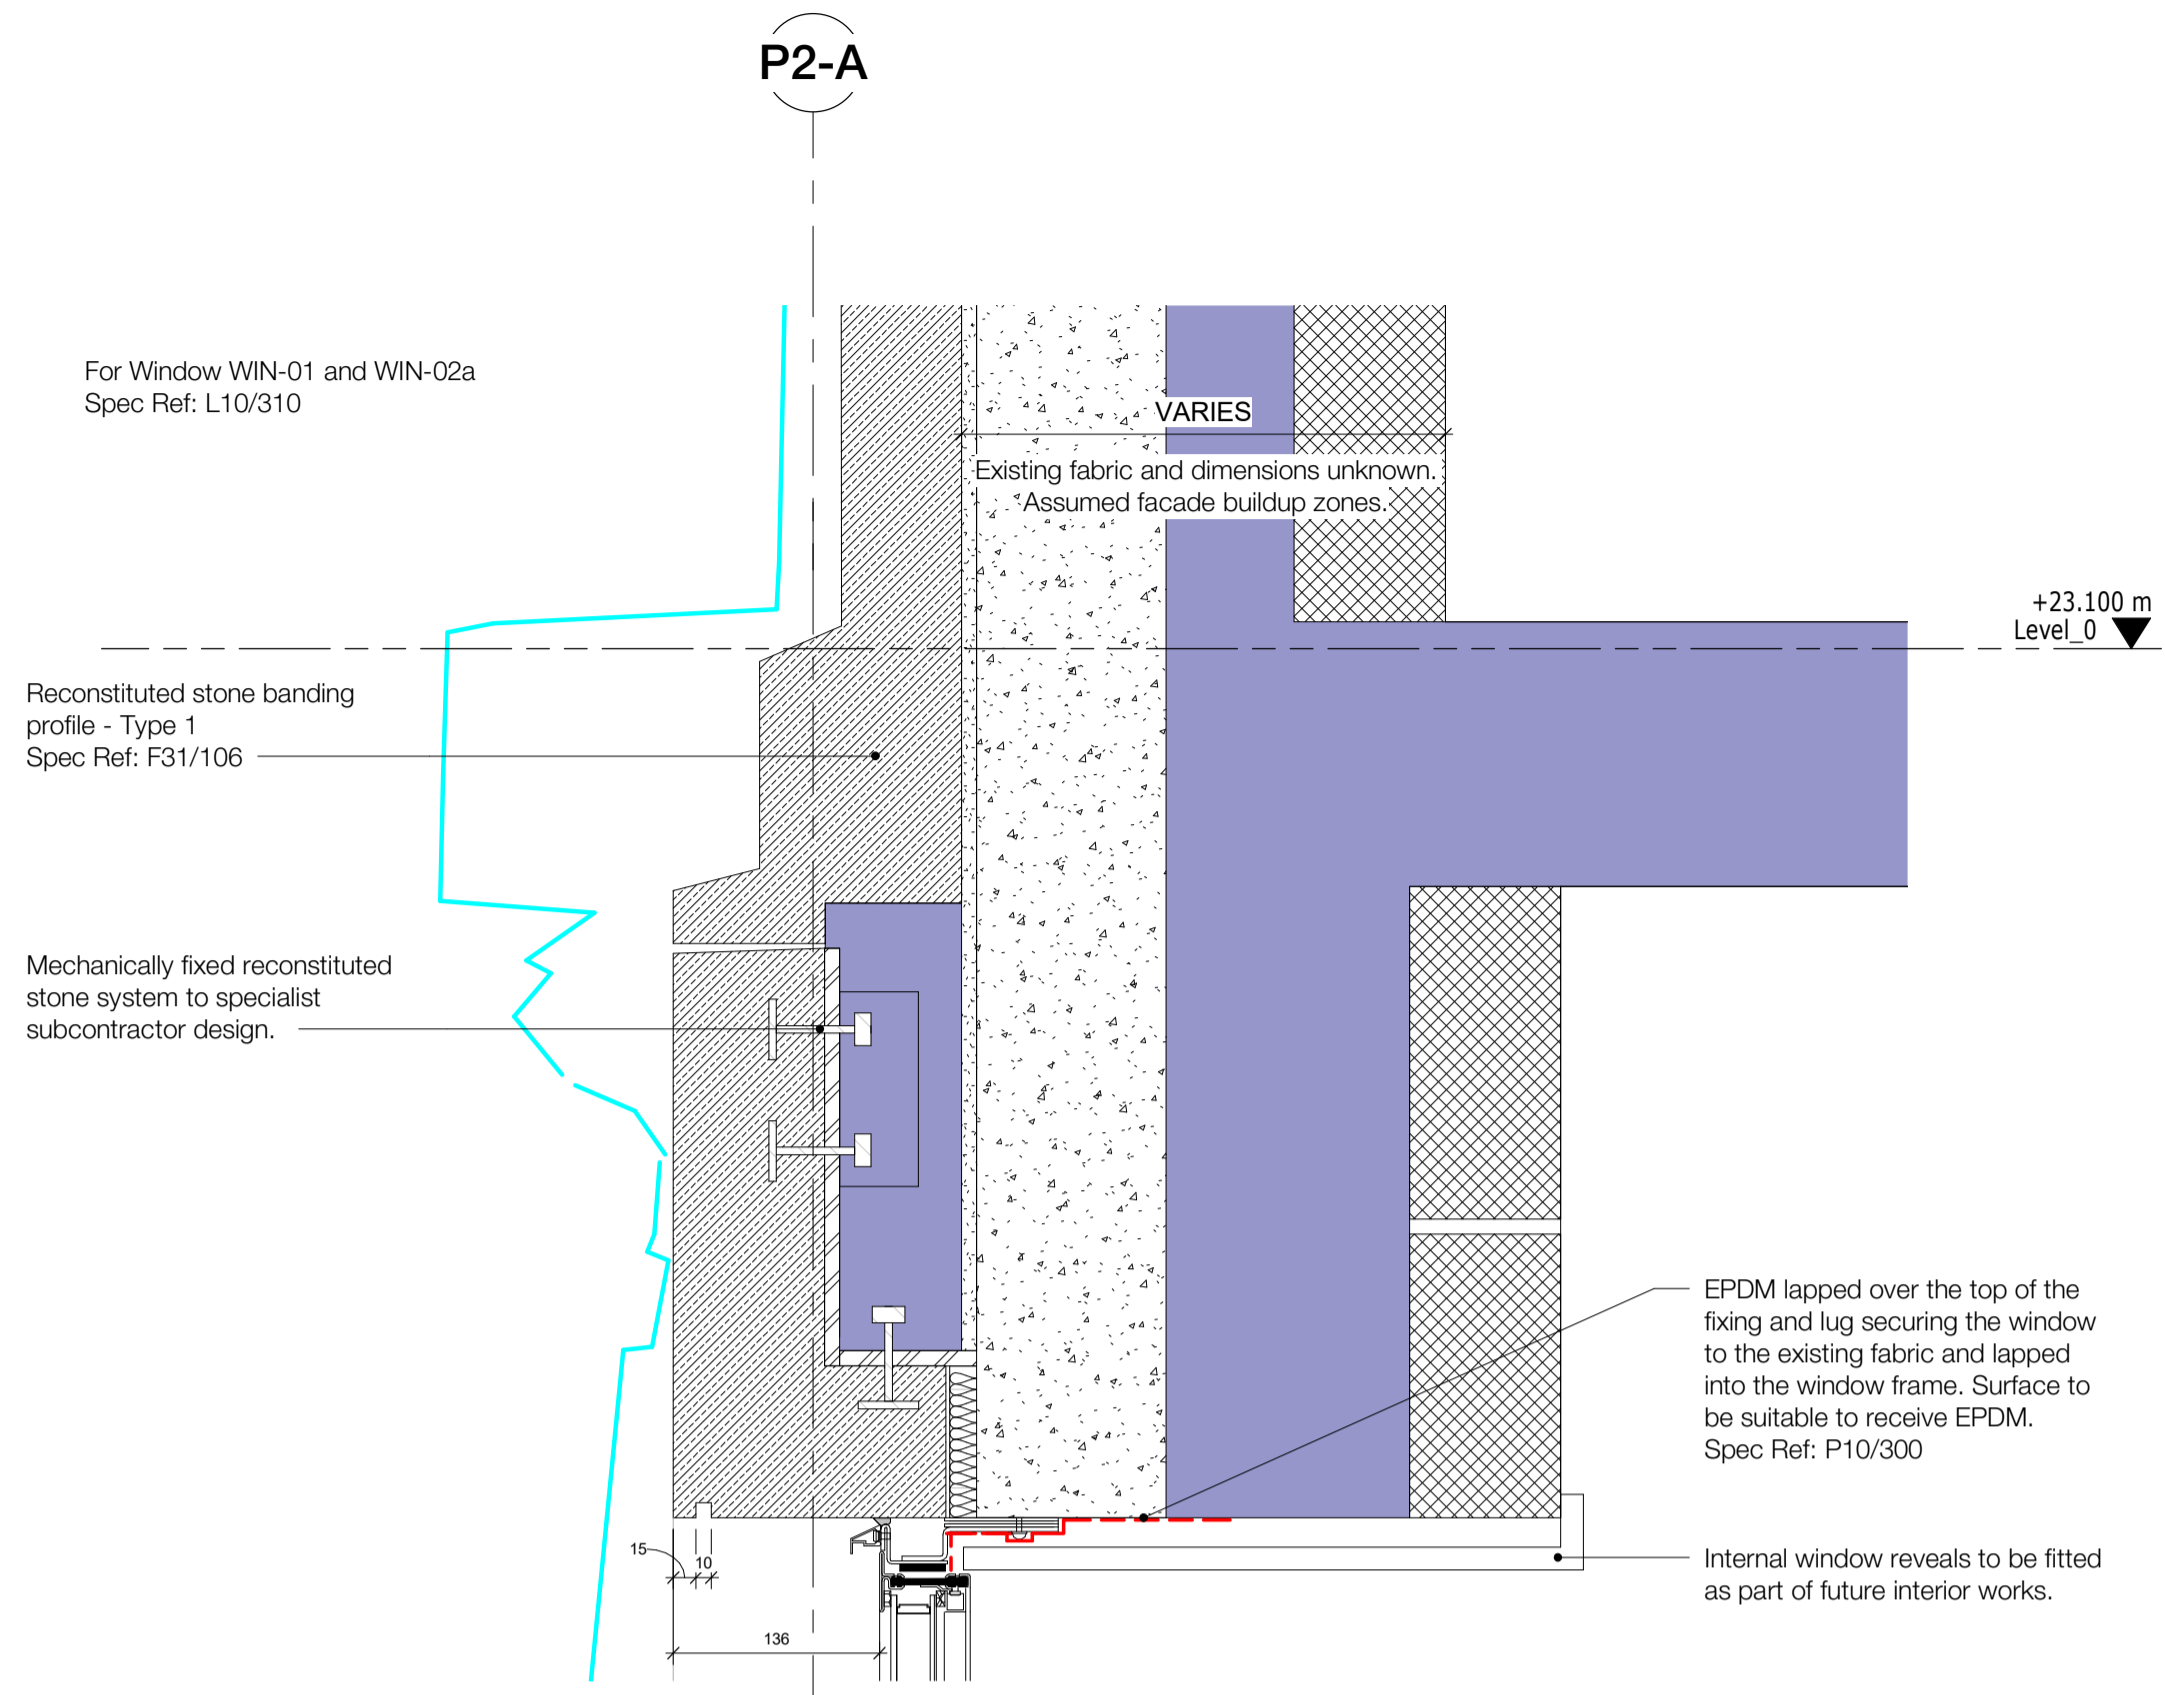 P2-A
For Window WIN-01 and WIN-02a
Spec Ref: L10/310
VARIES
Existing fabric and dimensions unknown.
Assumed facade buildup zones.
+23.100 m
Level_0
Reconstituted stone banding
profile - Type 1
Spec Ref: F31/106
Mechanically fixed reconstituted
stone system to specialist
subcontractor design.
EPDM lapped over the top of the
fixing and lug securing the window
to the existing fabric and lapped
into the window frame. Surface to
be suitable to receive EPDM.
Spec Ref: P10/300
15
10
Internal window reveals to be fitted
as part of future interior works.
136